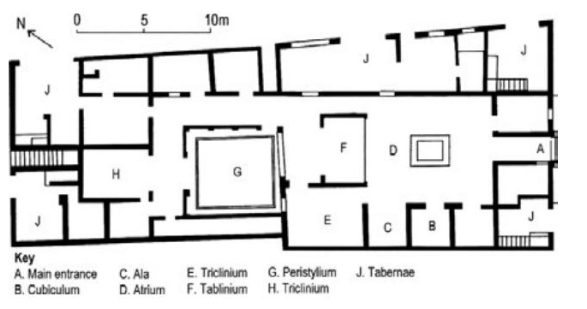 N
0 5 10m
J
J
J
F
D
A
G
H
E
C
B
J
J
Key
A. Main entrance C. Ala E. Triclinium G. Peristylium J. Tabernae
B. Cubiculum D. Atrium F. Tablinium H. Triclinium